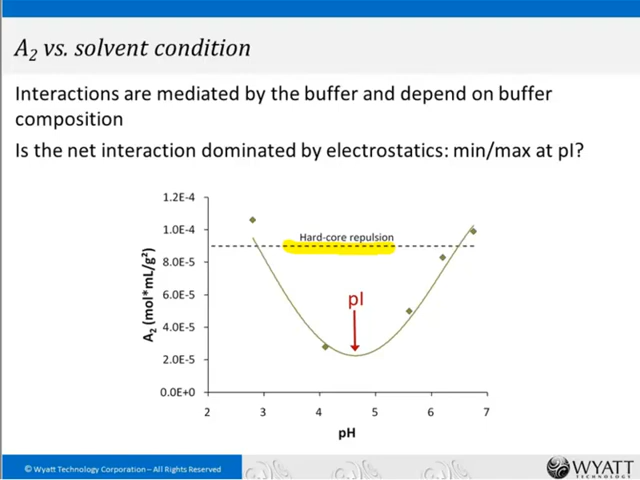 A₂ vs. solvent condition
Interactions are mediated by the buffer and depend on buffer
composition
Is the net interaction dominated by electrostatics: min/max at pI?
1.2E-4
1.0E-4
8.0E-5
6.0E-5
4.0E-5
2.0E-5
0.0E+0
A₂ (mol*mL/g²)
Hard-core repulsion
pI
2 3 4 5 6 7
pH
© Wyatt Technology Corporation – All Rights Reserved
WYATT
TECHNOLOGY